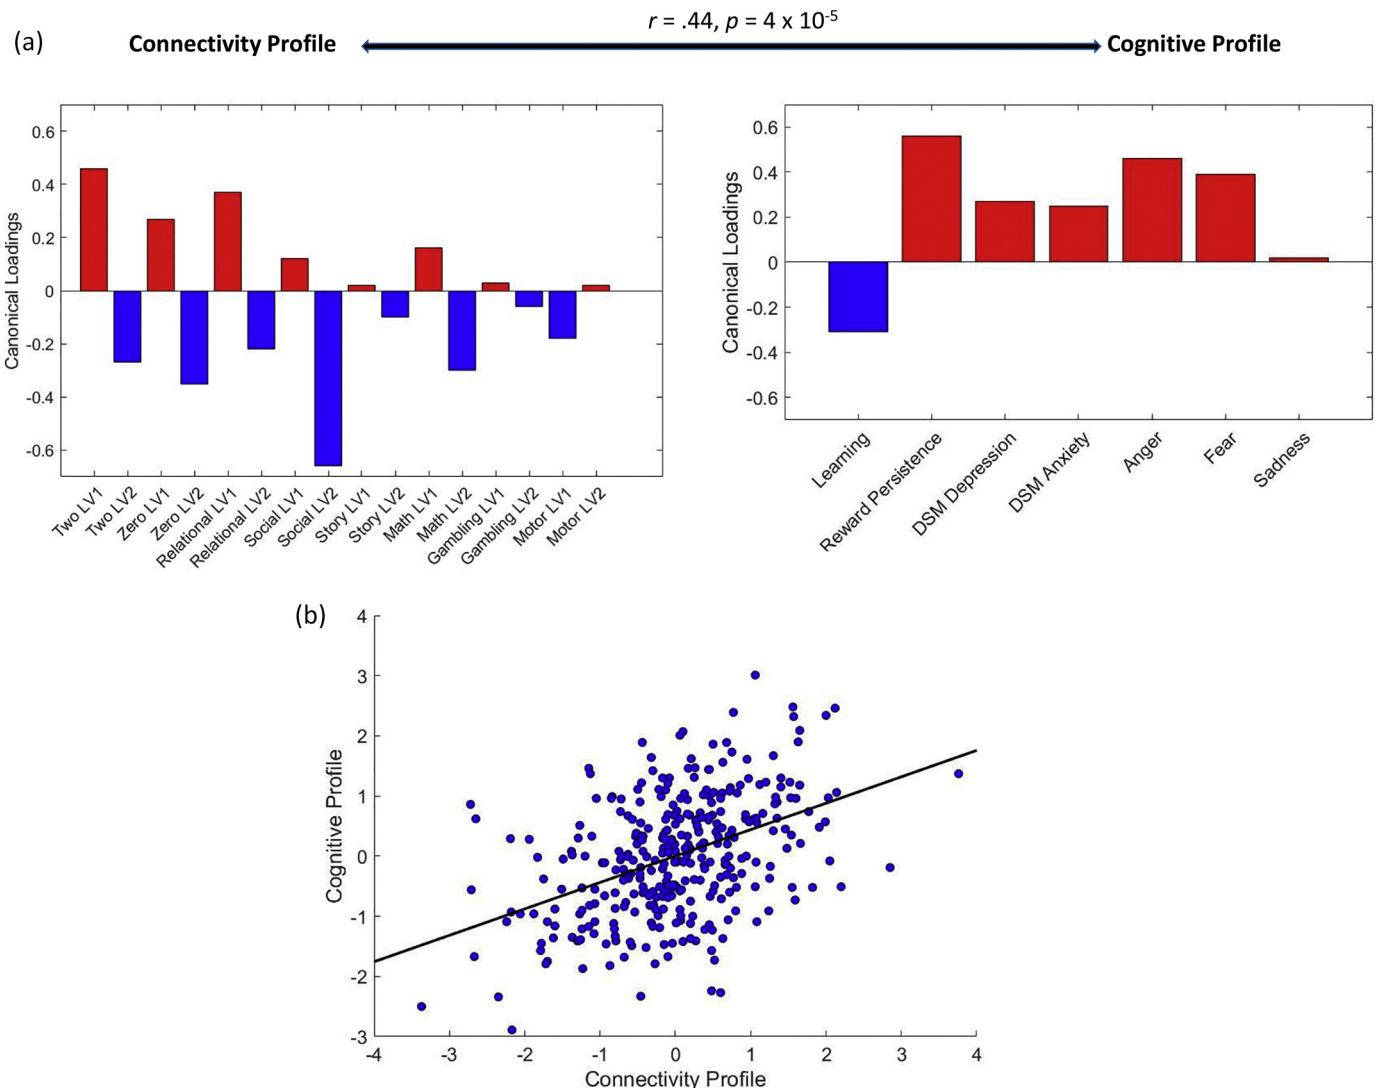 r = .44, p = 4 x 10-5
(a)
Connectivity Profile
Cognitive Profile
Canonical Loadings
0.6
0.4
0.2
0
-0.2
-0.4
-0.6
Two LV1
Two LV2
Zero LV1
Zero LV2
Relational LV1
Relational LV2
Social LV1
Social LV2
Story LV1
Story LV2
Math LV1
Math LV2
Gambling LV1
Gambling LV2
Motor LV1
Motor LV2
Canonical Loadings
0.6
0.4
0.2
0
-0.2
-0.4
-0.6
Learning
Reward Persistence
DSM Depression
DSM Anxiety
Anger
Fear
Sadness
(b)
Cognitive Profile
4
3
2
1
0
-1
-2
-3
-4
-3
-2
-1
0
1
2
3
4
Connectivity Profile